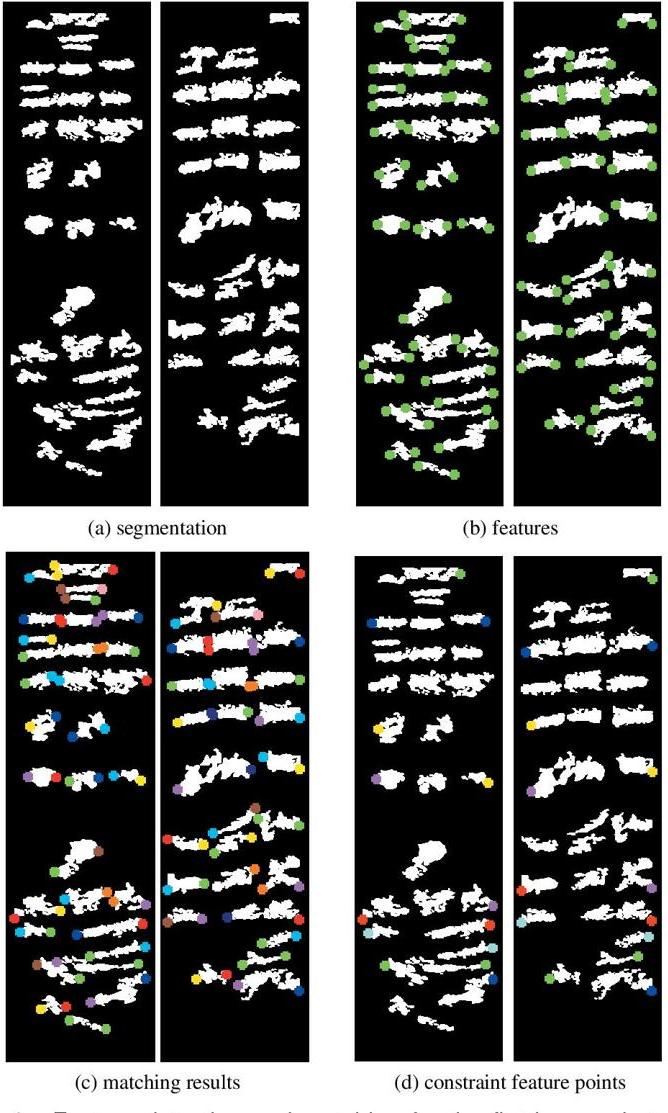 (a) segmentation
(b) features
(c) matching results
(d) constraint feature points